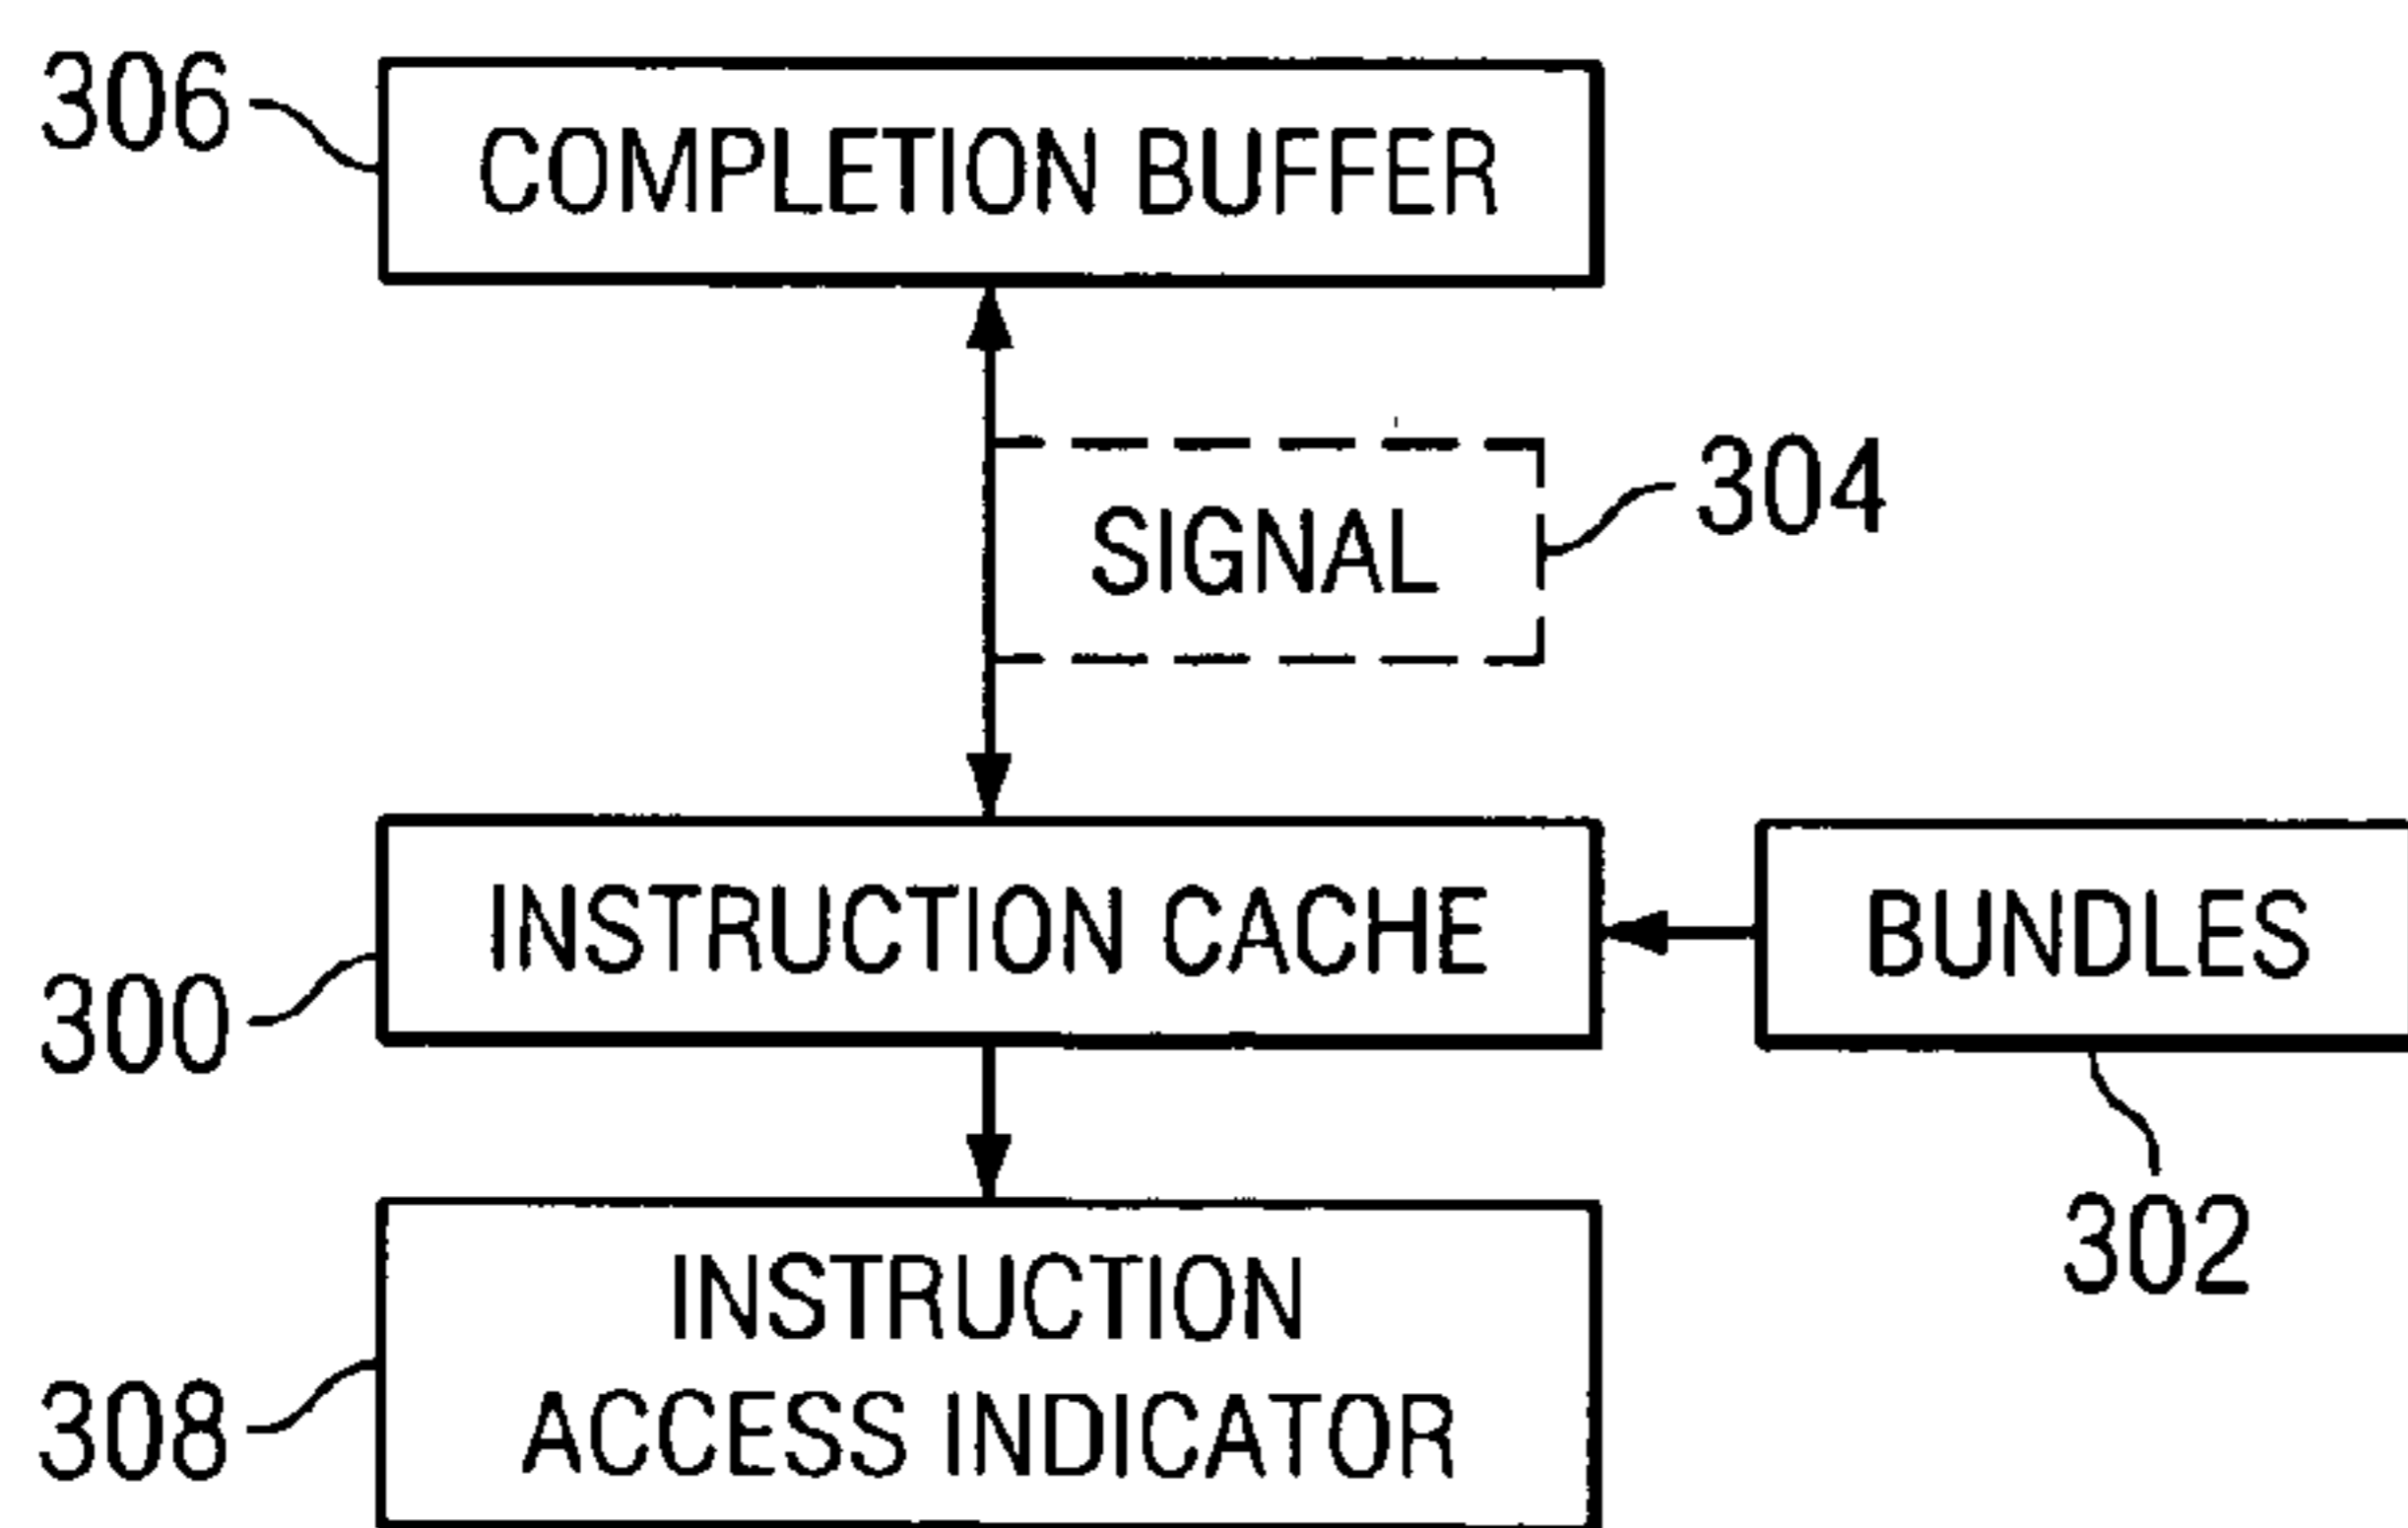 306
COMPLETION BUFFER
SIGNAL
304
INSTRUCTION CACHE
BUNDLES
300
302
INSTRUCTION
ACCESS INDICATOR
308